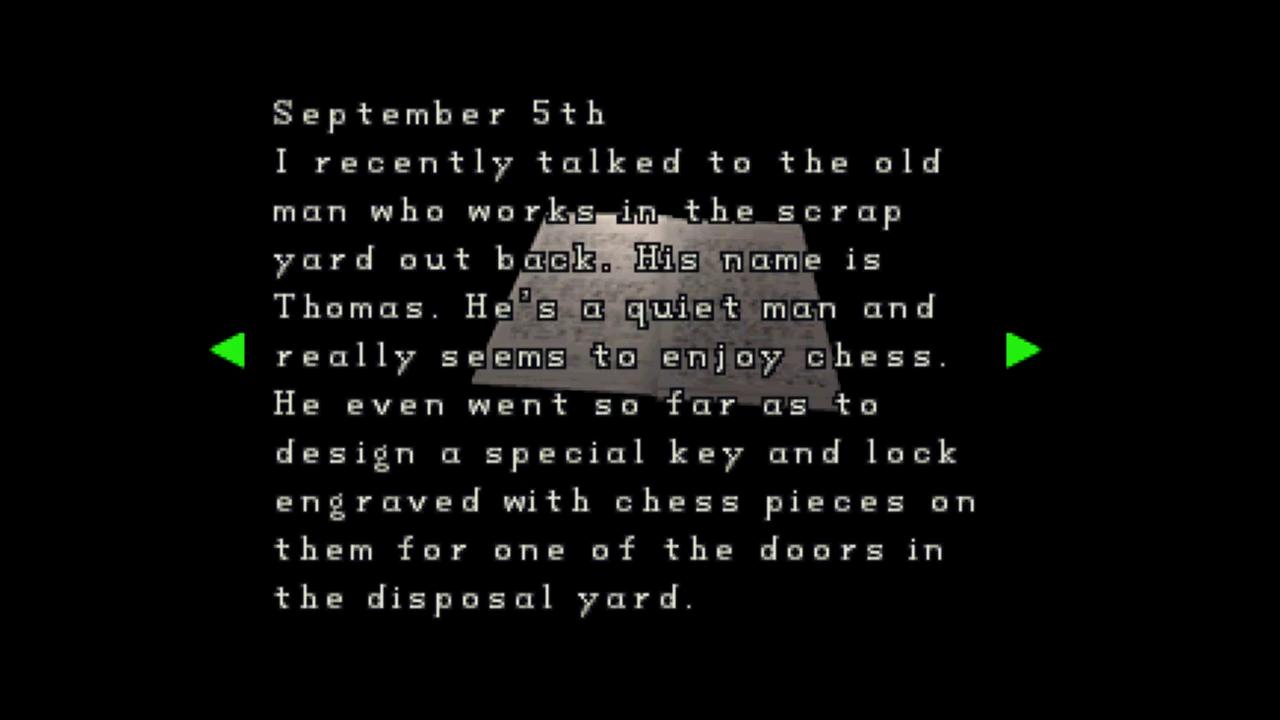 September 5th
I recently talked to the old
man who works in the scrap
yard out back. His name is
Thomas. He's a quiet man and
really seems to enjoy chess.
He even went so far as to
design a special key and lock
engraved with chess pieces on
them for one of the doors in
the disposal yard.